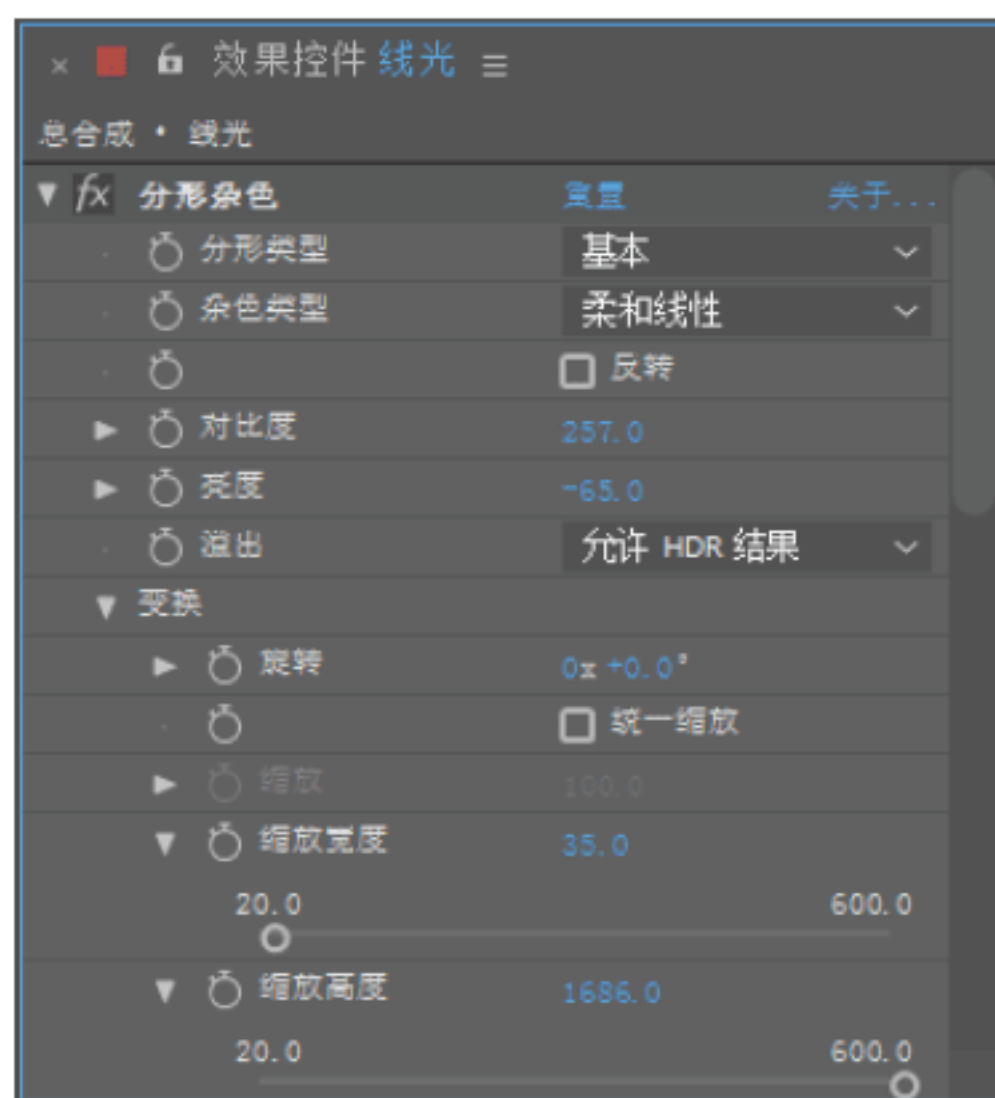 × 效果控件 线光 ≡
总合成 • 线光
fx 分形杂色 重置 关于...
分形类型 基本
杂色类型 柔和线性
反转
对比度 257.0
亮度 -65.0
溢出 允许 HDR 结果
变换
旋转 0x +0.0°
统一缩放
缩放 100.0
缩放宽度 35.0
20.0 600.0
缩放高度 1686.0
20.0 600.0